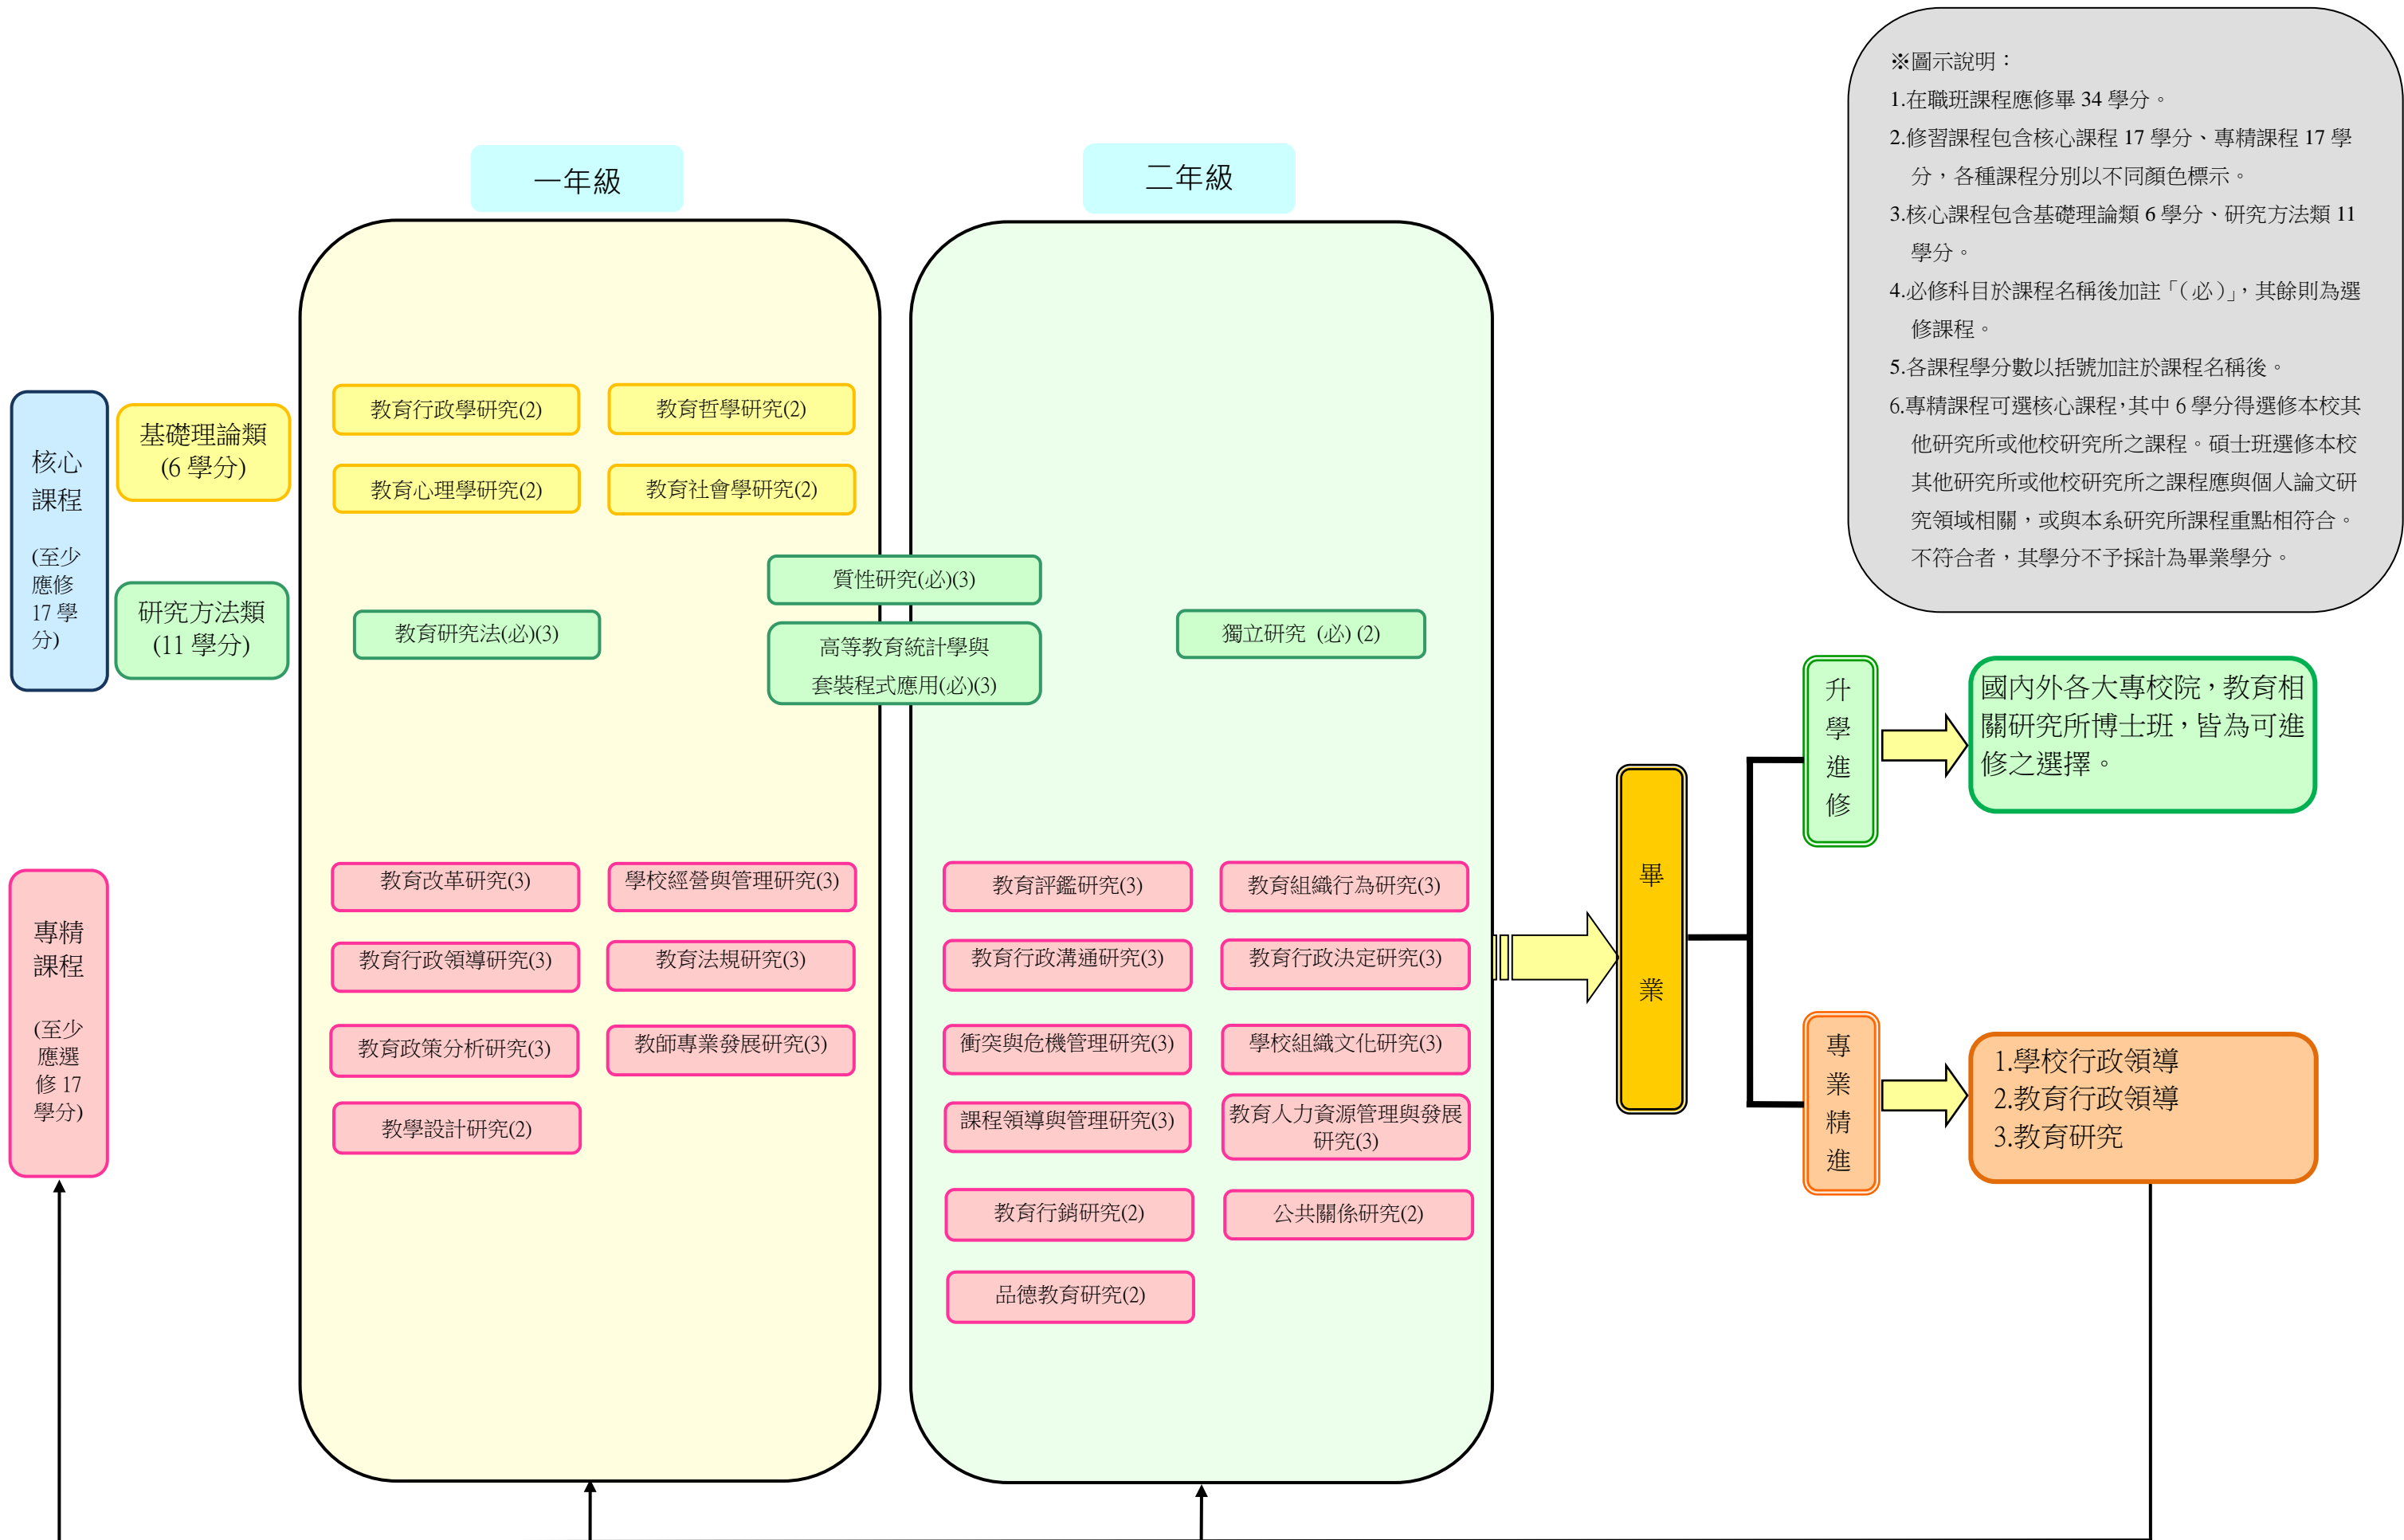 ※圖示說明：
1.在職班課程應修畢 34 學分。
2.修習課程包含核心課程 17 學分、專精課程 17 學
分，各種課程分別以不同顏色標示。
3.核心課程包含基礎理論類 6 學分、研究方法類 11
學分。
4.必修科目於課程名稱後加註「（必）」，其餘則為選
修課程。
5.各課程學分數以括號加註於課程名稱後。
6.專精課程可選核心課程，其中 6 學分得選修本校其
他研究所或他校研究所之課程。碩士班選修本校
其他研究所或他校研究所之課程應與個人論文研
究領域相關，或與本系研究所課程重點相符合。
不符合者，其學分不予採計為畢業學分。
一年級
二年級
核心
課程
(至少
應修
17 學
分)
基礎理論類
(6 學分)
教育行政學研究(2)
教育哲學研究(2)
教育心理學研究(2)
教育社會學研究(2)
研究方法類
(11 學分)
教育研究法(必)(3)
質性研究(必)(3)
高等教育統計學與
套裝程式應用(必)(3)
獨立研究 (必) (2)
專精
課程
(至少
應選
修 17
學分)
教育改革研究(3)
學校經營與管理研究(3)
教育行政領導研究(3)
教育法規研究(3)
教育政策分析研究(3)
教師專業發展研究(3)
教學設計研究(2)
教育評鑑研究(3)
教育組織行為研究(3)
教育行政溝通研究(3)
教育行政決定研究(3)
衝突與危機管理研究(3)
學校組織文化研究(3)
課程領導與管理研究(3)
教育人力資源管理與發展
研究(3)
教育行銷研究(2)
公共關係研究(2)
品德教育研究(2)
畢
業
升
學
進
修
國內外各大專校院，教育相
關研究所博士班，皆為可進
修之選擇。
專
業
精
進
1.學校行政領導
2.教育行政領導
3.教育研究